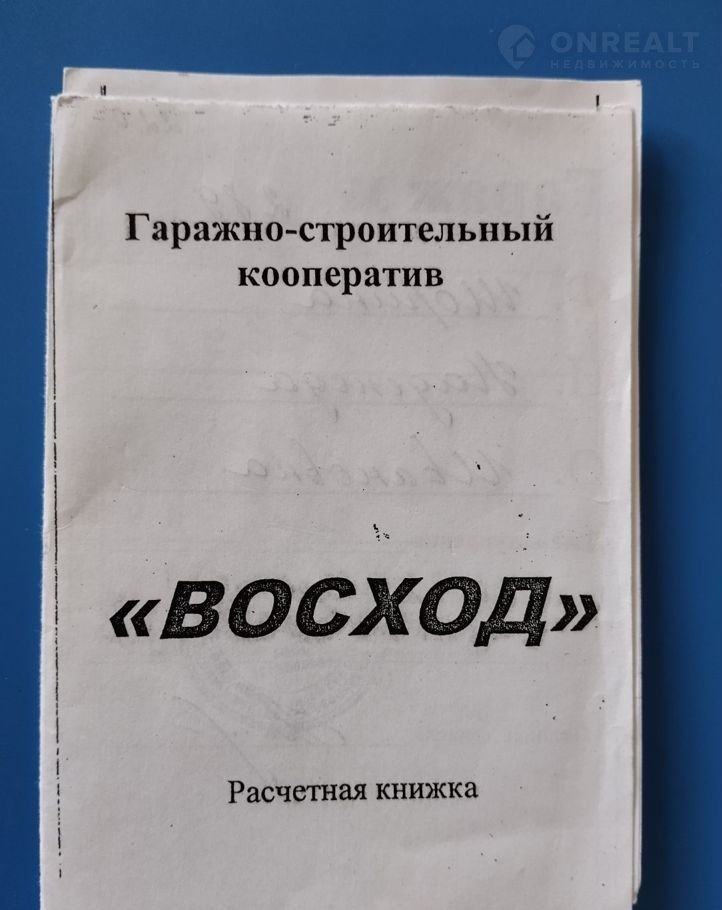 ONREALT
НЕДВИЖИМОСТЬ
Гаражно-строительный
кооператив
«ВОСХОД»
Расчетная книжка